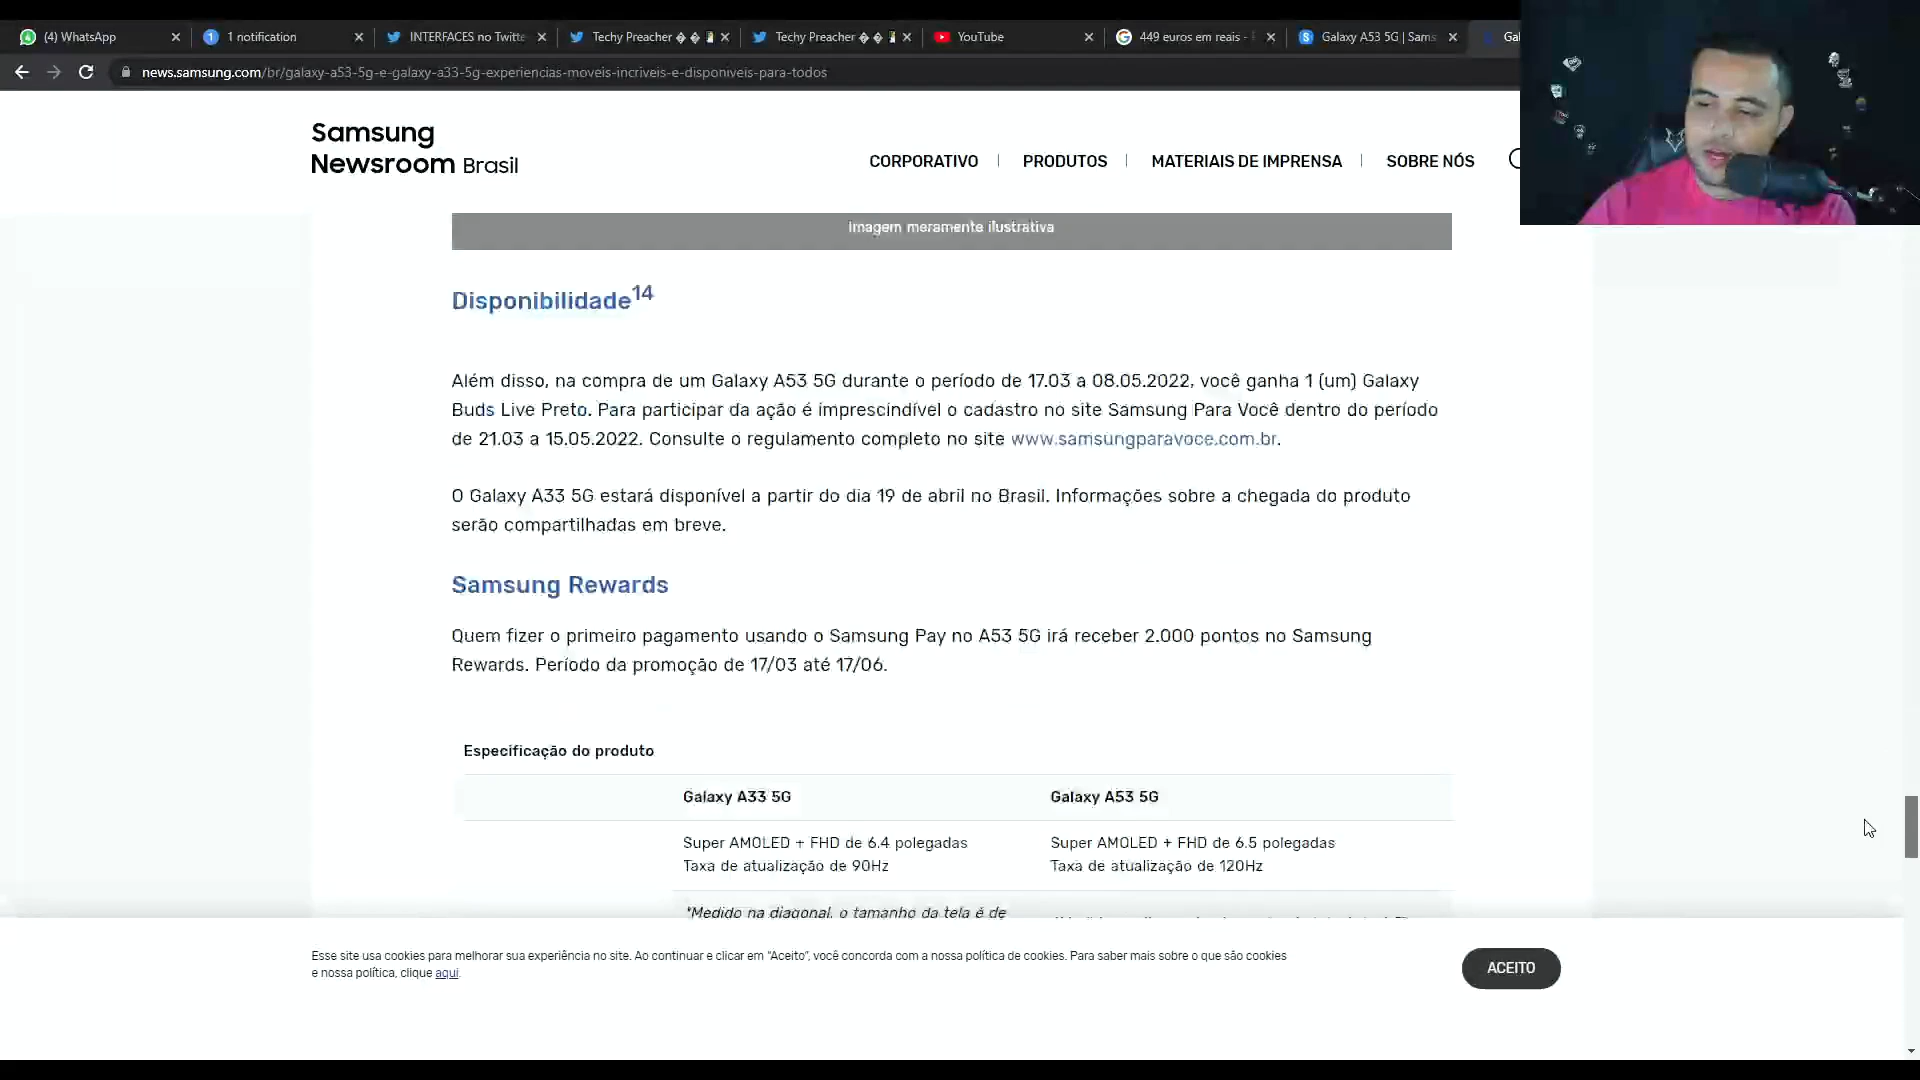 (4) WhatsApp
1 notification
INTERFACES no Twitte
Techy Preacher
Techy Preacher
YouTube
449 euros em reais -
Galaxy A53 5G | Sams
Gal
news.samsung.com/br/galaxy-a53-5g-e-galaxy-a33-5g-experiencias-moveis-incriveis-e-disponiveis-para-todos
Samsung
Newsroom Brasil
CORPORATIVO
PRODUTOS
MATERIAIS DE IMPRENSA
SOBRE NÓS
Imagem meramente ilustrativa
Disponibilidade14
Além disso, na compra de um Galaxy A53 5G durante o período de 17.03 a 08.05.2022, você ganha 1 (um) Galaxy
Buds Live Preto. Para participar da ação é imprescindível o cadastro no site Samsung Para Você dentro do período
de 21.03 a 15.05.2022. Consulte o regulamento completo no site www.samsungparavoce.com.br.
O Galaxy A33 5G estará disponível a partir do dia 19 de abril no Brasil. Informações sobre a chegada do produto
serão compartilhadas em breve.
Samsung Rewards
Quem fizer o primeiro pagamento usando o Samsung Pay no A53 5G irá receber 2.000 pontos no Samsung
Rewards. Período da promoção de 17/03 até 17/06.
Especificação do produto
Galaxy A33 5G
Galaxy A53 5G
Super AMOLED + FHD de 6.4 polegadas
Super AMOLED + FHD de 6.5 polegadas
Taxa de atualização de 90Hz
Taxa de atualização de 120Hz
*Medido na diagonal, o tamanho da tela é de
Esse site usa cookies para melhorar sua experiência no site. Ao continuar e clicar em “Aceito”, você concorda com a nossa política de cookies. Para saber mais sobre o que são cookies
e nossa política, clique aqui.
ACEITO